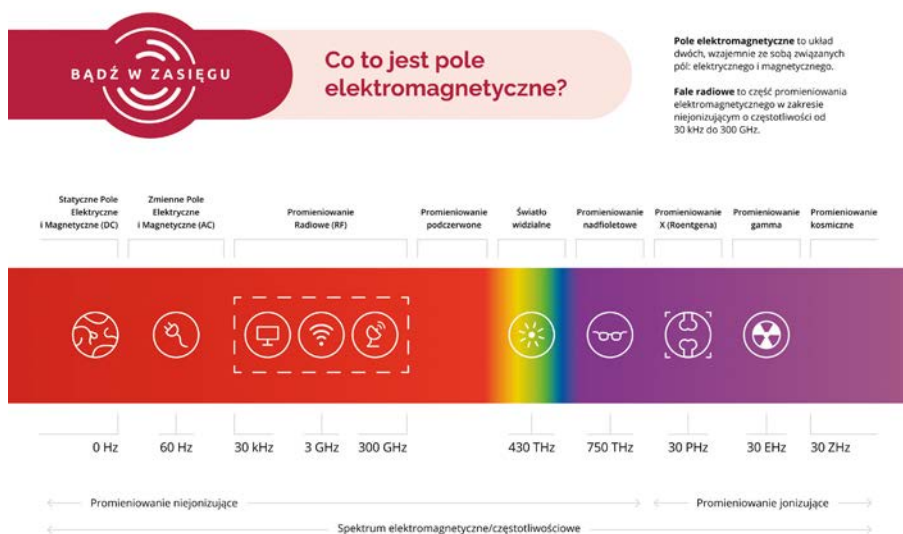 BĄDŹ W ZASIĘGU
Co to jest pole
elektromagnetyczne?
Pole elektromagnetyczne to układ
dwóch, wzajemnie ze sobą związanych
pól: elektrycznego i magnetycznego.
Fale radiowe to część promieniowania
elektromagnetycznego w zakresie
niejonizującym o częstotliwości od
30 kHz do 300 GHz.
Statyczne Pole
Elektryczne
i Magnetyczne (DC)
Zmienne Pole
Elektryczne
i Magnetyczne (AC)
Promieniowanie
Radiowe (RF)
Promieniowanie
podczerwone
Światło
widzialne
Promieniowanie
nadfioletowe
Promieniowanie
X (Roentgena)
Promieniowanie
gamma
Promieniowanie
kosmiczne
0 Hz
60 Hz
30 kHz
3 GHz
300 GHz
430 THz
750 THz
30 PHz
30 EHz
30 ZHz
Promieniowanie niejonizujące
Promieniowanie jonizujące
Spektrum elektromagnetyczne/częstotliwościowe